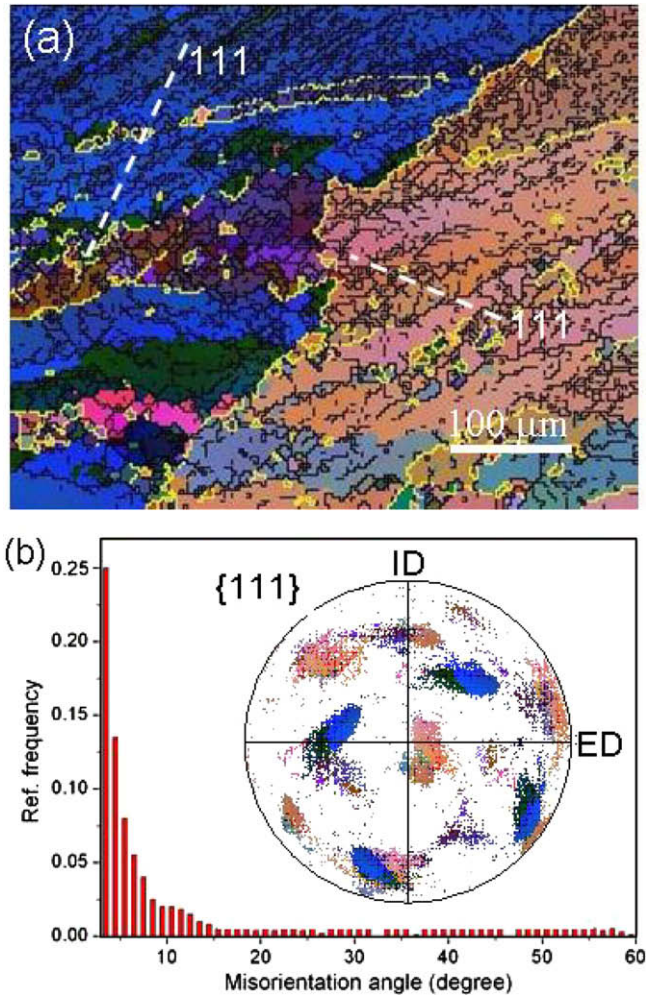 (a)
111
111
100 μm
(b)
{111}
ID
ED
0.25
0.20
0.15
0.10
0.05
0.00
Ref. frequency
10 20 30 40 50 60
Misorientation angle (degree)